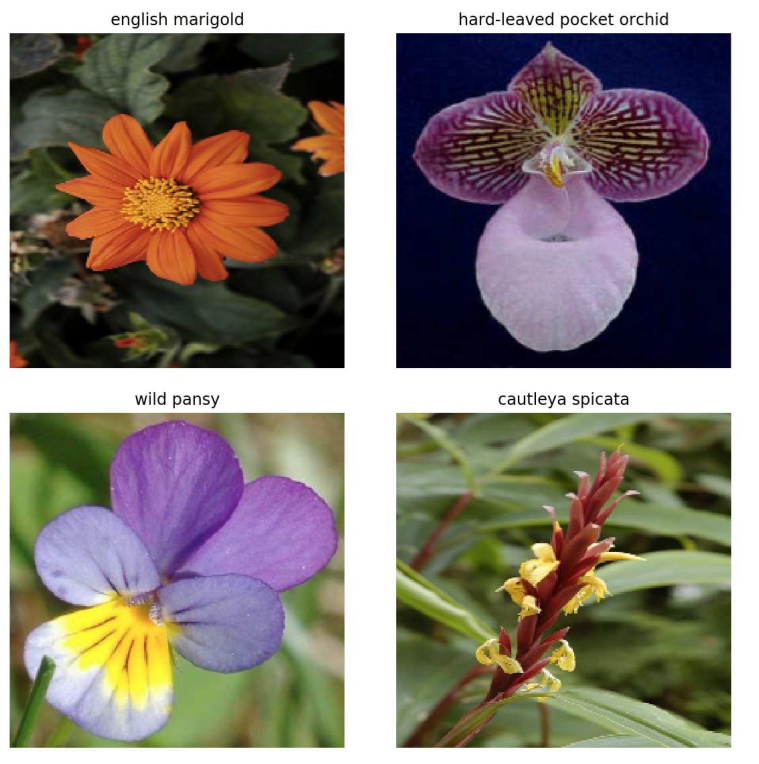 english marigold
hard-leaved pocket orchid
wild pansy
cautleya spicata